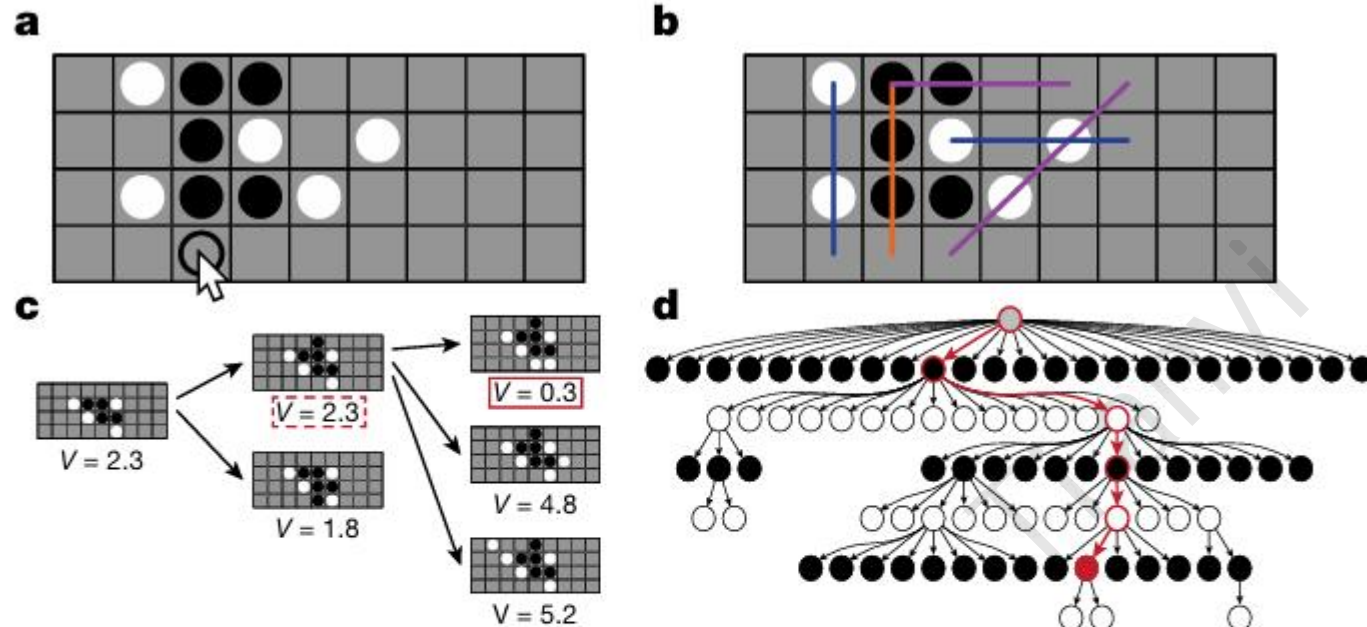 a
b
c
d
V = 2.3
V = 2.3
V = 1.8
V = 0.3
V = 4.8
V = 5.2